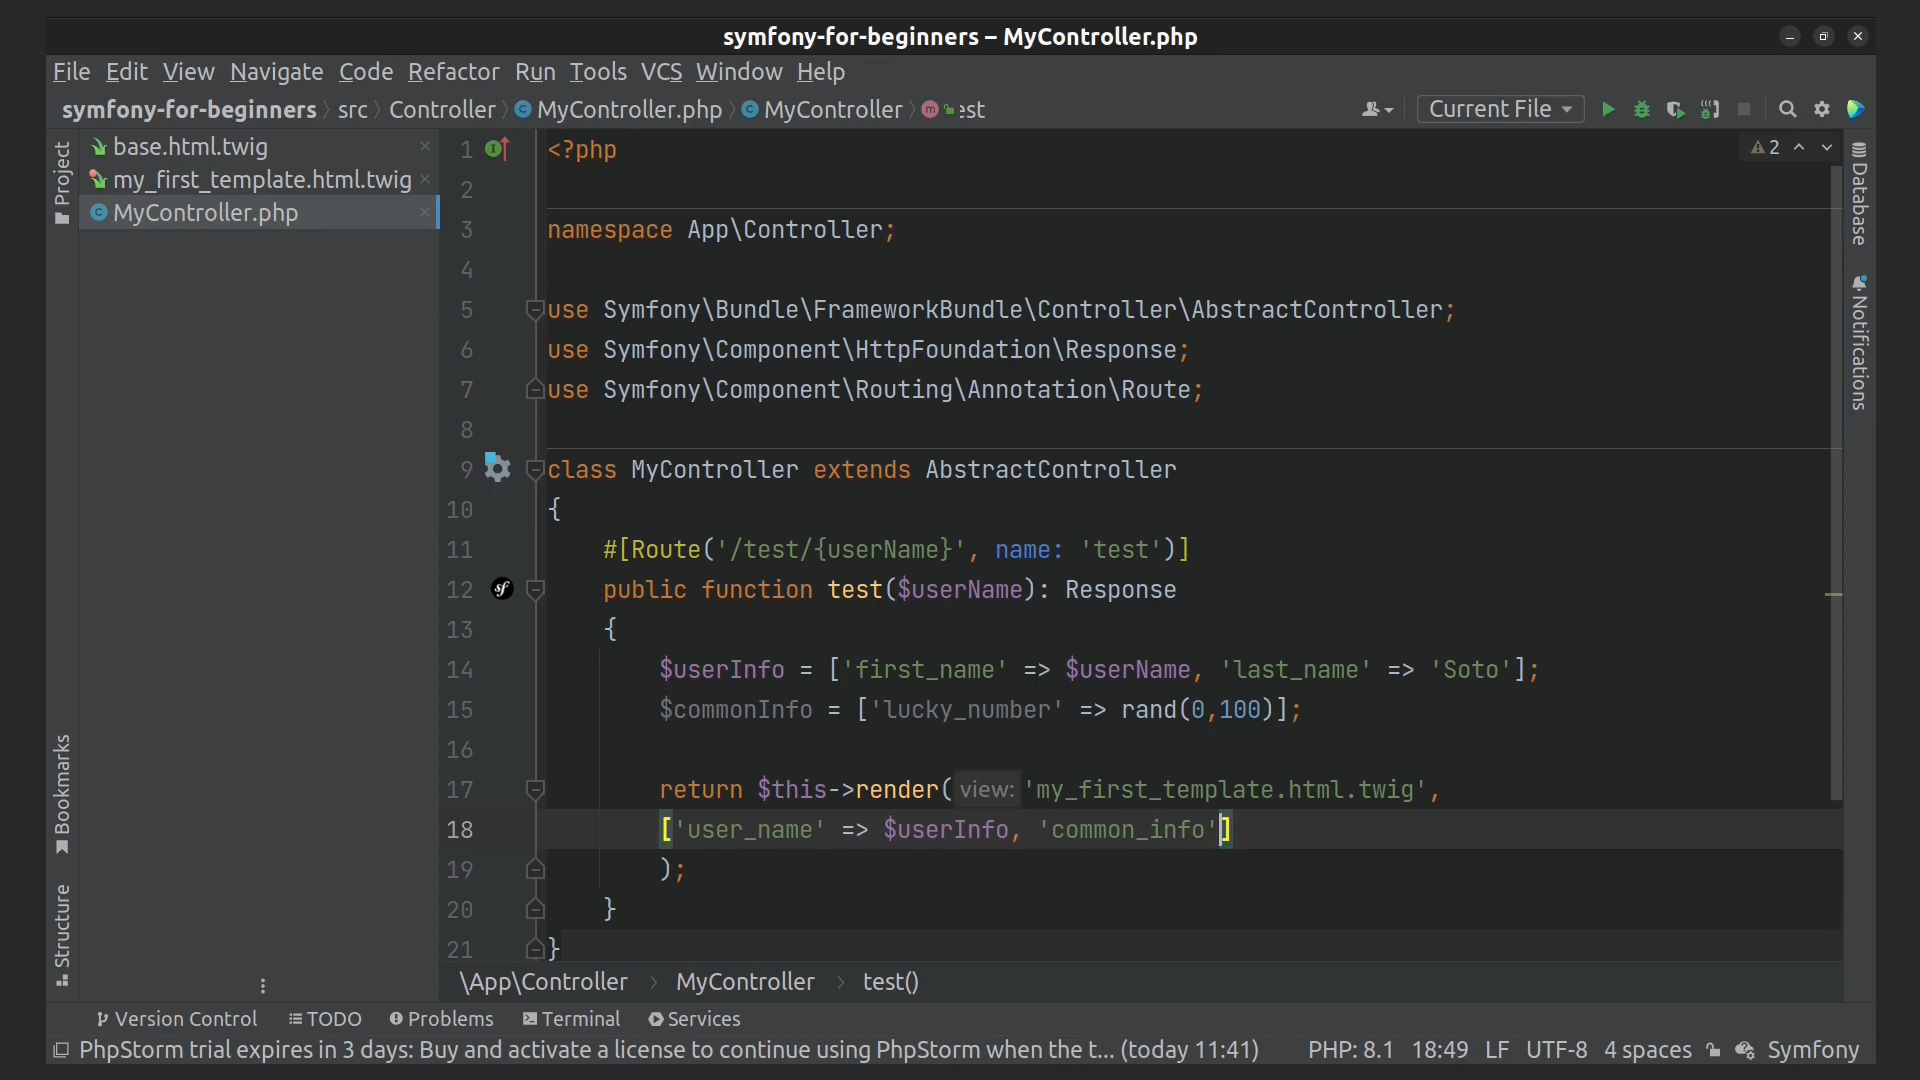 symfony-for-beginners – MyController.php
File Edit View Navigate Code Refactor Run Tools VCS Window Help
symfony-for-beginners src Controller MyController.php MyController est
Current File
Project
base.html.twig
my_first_template.html.twig
MyController.php
Bookmarks
Structure
2
Database
Notifications
1 <?php
2
3 namespace App\Controller;
4
5 use Symfony\Bundle\FrameworkBundle\Controller\AbstractController;
6 use Symfony\Component\HttpFoundation\Response;
7 use Symfony\Component\Routing\Annotation\Route;
8
9 class MyController extends AbstractController
10 {
11 #[Route('/test/{userName}', name: 'test')]
12 public function test($userName): Response
13 {
14 $userInfo = ['first_name' => $userName, 'last_name' => 'Soto'];
15 $commonInfo = ['lucky_number' => rand(0,100)];
16
17 return $this->render( view: 'my_first_template.html.twig',
18 ['user_name' => $userInfo, 'common_info']
19 );
20 }
21 }
\App\Controller MyController test()
Version Control TODO Problems Terminal Services
PhpStorm trial expires in 3 days: Buy and activate a license to continue using PhpStorm when the t... (today 11:41) PHP: 8.1 18:49 LF UTF-8 4 spaces Symfony